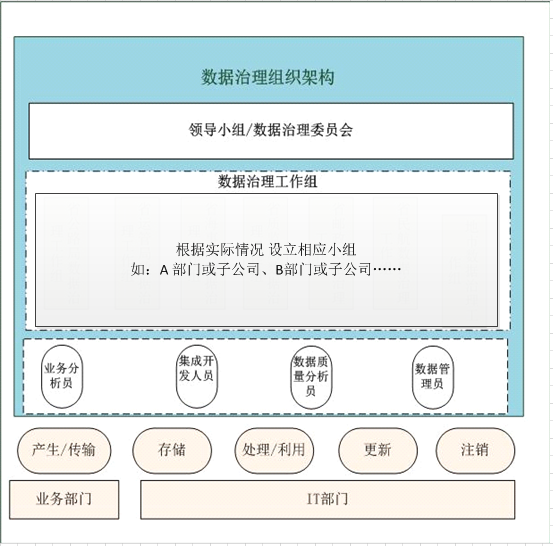 数据治理组织架构
领导小组/数据治理委员会
数据治理工作组
根据实际情况 设立相应小组
如：A 部门或子公司、B部门或子公司……
业务分
析员
集成开
发人员
数据质
量分析
员
数据管
理员
产生/传输
存储
处理/利用
更新
注销
业务部门
IT部门